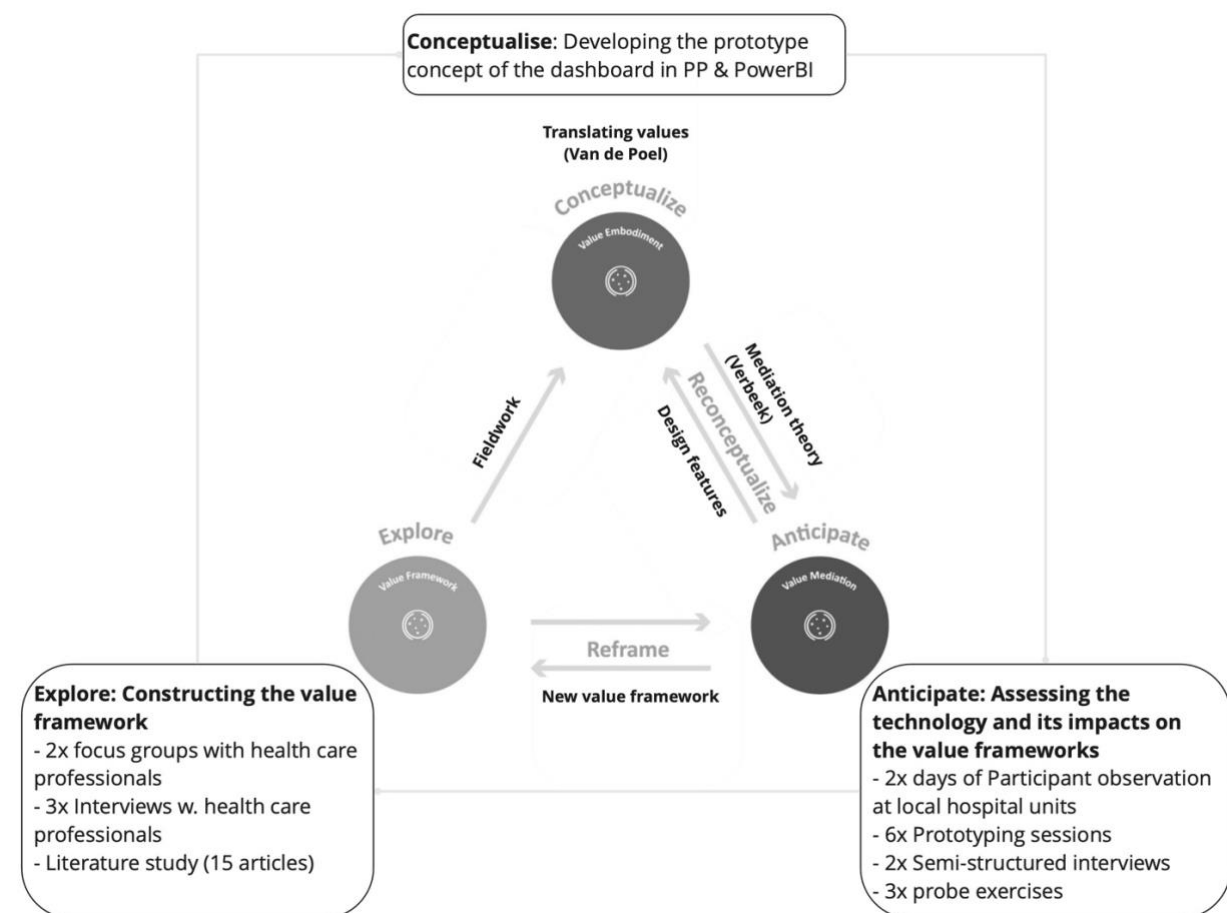 Conceptualise: Developing the prototype
concept of the dashboard in PP & PowerBI
Translating values
(Van de Poel)
Conceptualize
Value Embodiment
Fieldwork
Mediation theory
(Verbeek)
Reconceptualize
Design features
Explore
Value Framework
Anticipate
Value Mediation
Reframe
New value framework
Explore: Constructing the value
framework
- 2x focus groups with health care
professionals
- 3x Interviews w. health care
professionals
- Literature study (15 articles)
Anticipate: Assessing the
technology and its impacts on
the value frameworks
- 2x days of Participant observation
at local hospital units
- 6x Prototyping sessions
- 2x Semi-structured interviews
- 3x probe exercises